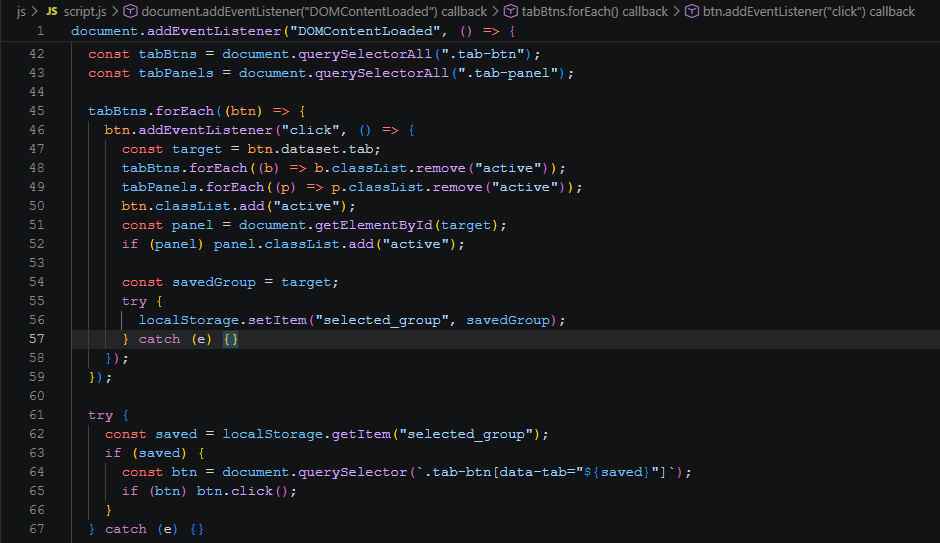 js > JS script.js > document.addEventListener("DOMContentLoaded") callback > tabBtns.forEach() callback > btn.addEventListener("click") callback
1 document.addEventListener("DOMContentLoaded", () => {
42 const tabBtns = document.querySelectorAll(".tab-btn");
43 const tabPanels = document.querySelectorAll(".tab-panel");
44
45 tabBtns.forEach((btn) => {
46 btn.addEventListener("click", () => {
47 const target = btn.dataset.tab;
48 tabBtns.forEach((b) => b.classList.remove("active"));
49 tabPanels.forEach((p) => p.classList.remove("active"));
50 btn.classList.add("active");
51 const panel = document.getElementById(target);
52 if (panel) panel.classList.add("active");
53
54 const savedGroup = target;
55 try {
56 localStorage.setItem("selected_group", savedGroup);
57 } catch (e) {}
58 });
59 });
60
61 try {
62 const saved = localStorage.getItem("selected_group");
63 if (saved) {
64 const btn = document.querySelector(`.tab-btn[data-tab="${saved}"]`);
65 if (btn) btn.click();
66 }
67 } catch (e) {}